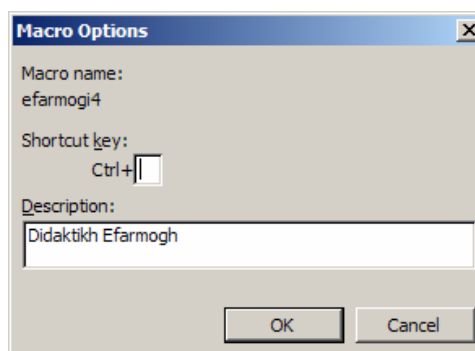 Macro Options
Macro name:
efarmogi4
Shortcut key:
Ctrl+
Description:
Didaktikh Efarmogh
OK Cancel